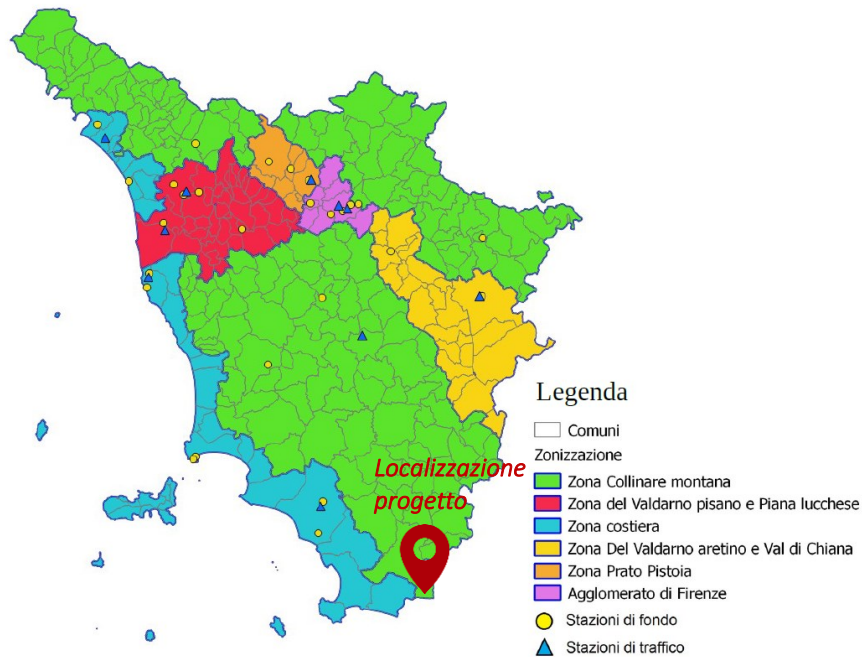 Localizzazione
progetto
Legenda
Comuni
Zonizzazione
Zona Collinare montana
Zona del Valdarno pisano e Piana lucchese
Zona costiera
Zona Del Valdarno aretino e Val di Chiana
Zona Prato Pistoia
Agglomerato di Firenze
Stazioni di fondo
Stazioni di traffico